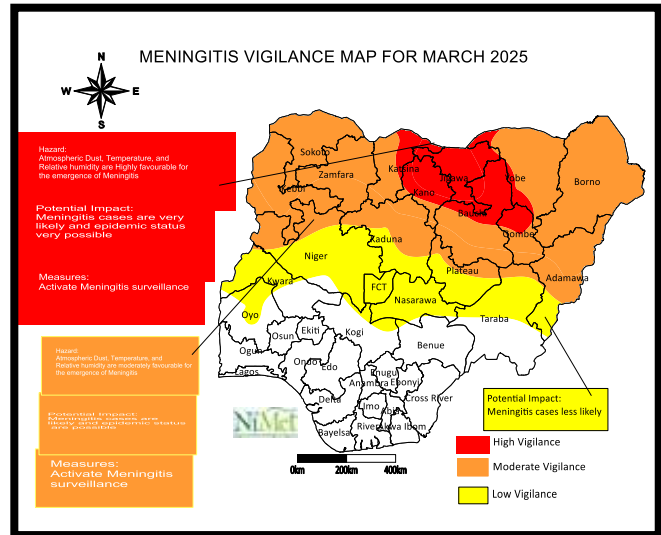 MENINGITIS VIGILANCE MAP FOR MARCH 2025
N
W
E
S
Hazard:
Atmospheric Dust, Temperature, and
Relative humidity are Highly favourable for
the emergence of Meningitis
Potential Impact:
Meningitis cases are very
likely and epidemic status
very possible
Measures:
Activate Meningitis surveillance
Hazard:
Atmospheric Dust, Temperature, and
Relative humidity are moderately favourable for
the emergence of Meningitis
Potential Impact:
Meningitis cases are
likely and epidemic status
are possible
Measures:
Activate Meningitis
surveillance
Sokoto
Zamfara
Kebbi
Katsina
Kano
Jigawa
Yobe
Borno
Bauchi
Gombe
Kaduna
Niger
Plateau
Adamawa
Kwara
FCT
Nasarawa
Taraba
Oyo
Osun
Ekiti
Kogi
Benue
Ogun
Lagos
Ondo
Edo
Enugu
Anambra
Ebonyi
Delta
Imo
Abia
Cross River
Bayelsa
Rivers
Akwa Ibom
NiMet
Potential Impact:
Meningitis cases less likely
High Vigilance
Moderate Vigilance
Low Vigilance
0km
200km
400km